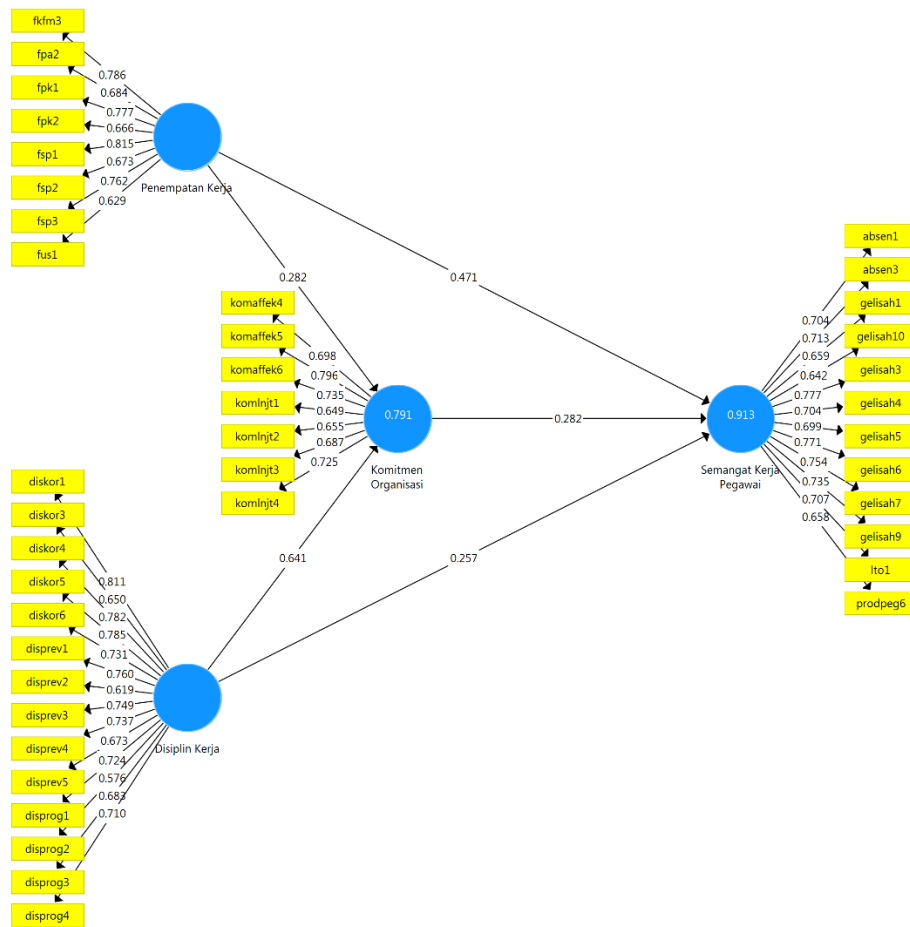 fkfm3
fpa2
fpk1
fpk2
fsp1
fsp2
fsp3
fus1
0.786
0.684
0.777
0.666
0.815
0.673
0.762
0.629
Penempatan Kerja
0.282
0.471
komaffek4
komaffek5
komaffek6
komlnjt1
komlnjt2
komlnjt3
komlnjt4
0.698
0.796
0.735
0.649
0.655
0.687
0.725
0.791
Komitmen
Organisasi
0.282
absen1
absen3
gelisah1
gelisah10
gelisah3
gelisah4
gelisah5
gelisah6
gelisah7
gelisah9
lto1
prodpeg6
0.704
0.713
0.659
0.642
0.777
0.704
0.699
0.771
0.754
0.735
0.707
0.658
0.913
Semangat Kerja
Pegawai
0.641
0.257
diskor1
diskor3
diskor4
diskor5
diskor6
disprev1
disprev2
disprev3
disprev4
disprev5
disprog1
disprog2
disprog3
disprog4
0.811
0.650
0.782
0.785
0.731
0.760
0.619
0.749
0.737
0.673
0.724
0.576
0.683
0.710
Disiplin Kerja